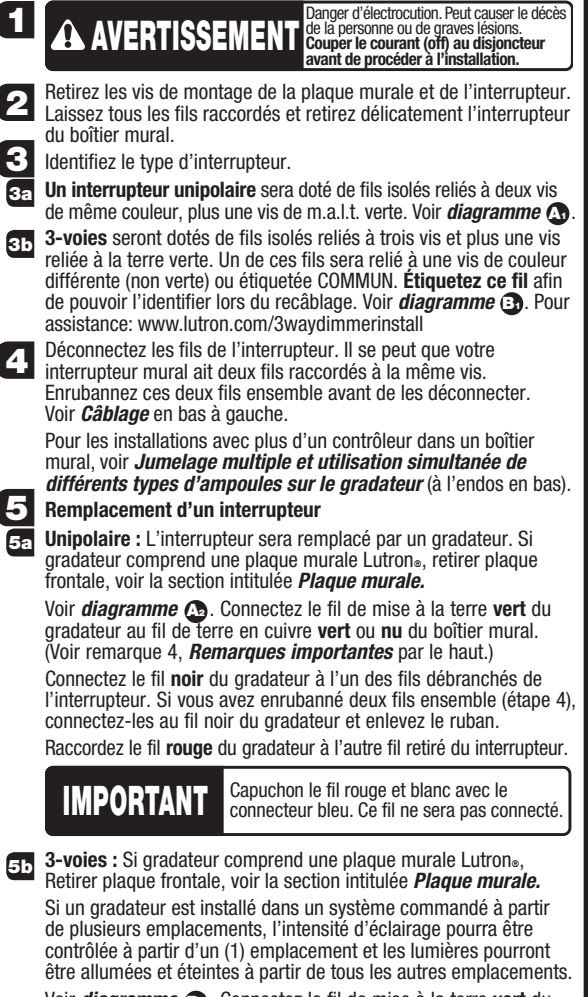 1
AVERTISSEMENT
Danger d'électrocution. Peut causer le décès
de la personne ou de graves lésions.
Couper le courant (off) au disjoncteur
avant de procéder à l'installation.
2
Retirez les vis de montage de la plaque murale et de l'interrupteur.
Laissez tous les fils raccordés et retirez délicatement l'interrupteur
du boîtier mural.
3
Identifiez le type d'interrupteur.
3a
Un interrupteur unipolaire sera doté de fils isolés reliés à deux vis
de même couleur, plus une vis de m.a.l.t. verte. Voir diagramme A1.
3b
3-voies seront dotés de fils isolés reliés à trois vis et plus une vis
reliée à la terre verte. Un de ces fils sera relié à une vis de couleur
différente (non verte) ou étiquetée COMMUN. Étiquetez ce fil afin
de pouvoir l'identifier lors du recâblage. Voir diagramme B1. Pour
assistance: www.lutron.com/3waydimmerinstall
4
Déconnectez les fils de l'interrupteur. Il se peut que votre
interrupteur mural ait deux fils raccordés à la même vis.
Enrubannez ces deux fils ensemble avant de les déconnecter.
Voir Câblage en bas à gauche.
Pour les installations avec plus d'un contrôleur dans un boîtier
mural, voir Jumelage multiple et utilisation simultanée de
différents types d'ampoules sur le gradateur (à l'endos en bas).
5
Remplacement d'un interrupteur
5a
Unipolaire : L'interrupteur sera remplacé par un gradateur. Si
gradateur comprend une plaque murale Lutron®, retirer plaque
frontale, voir la section intitulée Plaque murale.
Voir diagramme A2. Connectez le fil de mise à la terre vert du
gradateur au fil de terre en cuivre vert ou nu du boîtier mural.
(Voir remarque 4, Remarques importantes par le haut.)
Connectez le fil noir du gradateur à l'un des fils débranchés de
l'interrupteur. Si vous avez enrubanné deux fils ensemble (étape 4),
connectez-les au fil noir du gradateur et enlevez le ruban.
Raccordez le fil rouge du gradateur à l'autre fil retiré du interrupteur.
IMPORTANT
Capuchon le fil rouge et blanc avec le
connecteur bleu. Ce fil ne sera pas connecté.
5b
3-voies : Si gradateur comprend une plaque murale Lutron®,
Retirer plaque frontale, voir la section intitulée Plaque murale.
Si un gradateur est installé dans un système commandé à partir
de plusieurs emplacements, l'intensité d'éclairage pourra être
contrôlée à partir d'un (1) emplacement et les lumières pourront
être allumées et éteintes à partir de tous les autres emplacements.
Voir diagramme Connectez le fil de mise à la terre vert du